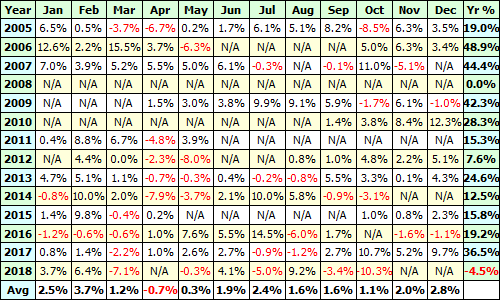 Year Jan Feb Mar Apr May Jun Jul Aug Sep Oct Nov Dec Yr %
2005 6.5% 0.5% -3.7% -6.7% 0.2% 1.7% 6.1% 5.1% 8.2% -8.5% 6.3% 3.5% 19.0%
2006 12.6% 2.2% 15.5% 3.7% -6.3% N/A N/A N/A N/A 5.0% 6.3% 3.4% 48.9%
2007 7.0% 3.9% 5.2% 5.5% 5.0% 6.1% -0.3% N/A -0.1% 11.0% -5.1% N/A 44.4%
2008 N/A N/A N/A N/A N/A N/A N/A N/A N/A N/A N/A N/A 0.0%
2009 N/A N/A N/A 1.5% 3.0% 3.8% 9.9% 9.1% 5.9% -1.7% 6.1% -1.0% 42.3%
2010 N/A N/A N/A N/A N/A N/A N/A N/A 1.4% 3.8% 8.4% 12.3% 28.3%
2011 0.4% 8.8% 6.7% -4.8% 3.9% N/A N/A N/A N/A N/A N/A N/A 15.3%
2012 N/A 4.4% 0.0% -2.3% -8.0% N/A N/A 0.8% 1.0% 4.8% 2.2% 5.1% 7.6%
2013 4.7% 5.1% 1.1% -0.7% -0.3% 0.4% -0.2% -0.8% 5.5% 3.3% 0.1% 4.3% 24.6%
2014 -0.8% 10.0% 2.0% -7.9% -3.7% 2.1% 10.0% 5.8% -0.9% -3.1% N/A N/A 12.5%
2015 1.4% 9.8% -0.4% 0.2% N/A N/A N/A N/A N/A 1.0% 0.8% 2.3% 15.8%
2016 -1.2% -0.6% -0.6% 1.0% 7.6% 5.5% 14.5% -6.0% 1.7% N/A -1.6% -1.1% 19.2%
2017 0.8% 1.4% -2.2% 1.0% 2.6% 2.7% -0.9% -1.2% 2.7% 10.7% 5.2% 9.7% 36.5%
2018 3.7% 6.4% -7.1% N/A -0.3% 4.1% -5.0% 9.2% -3.4% -10.3% N/A N/A -4.5%
Avg 2.5% 3.7% 1.2% -0.7% 0.3% 1.9% 2.4% 1.6% 1.6% 1.1% 2.0% 2.8%